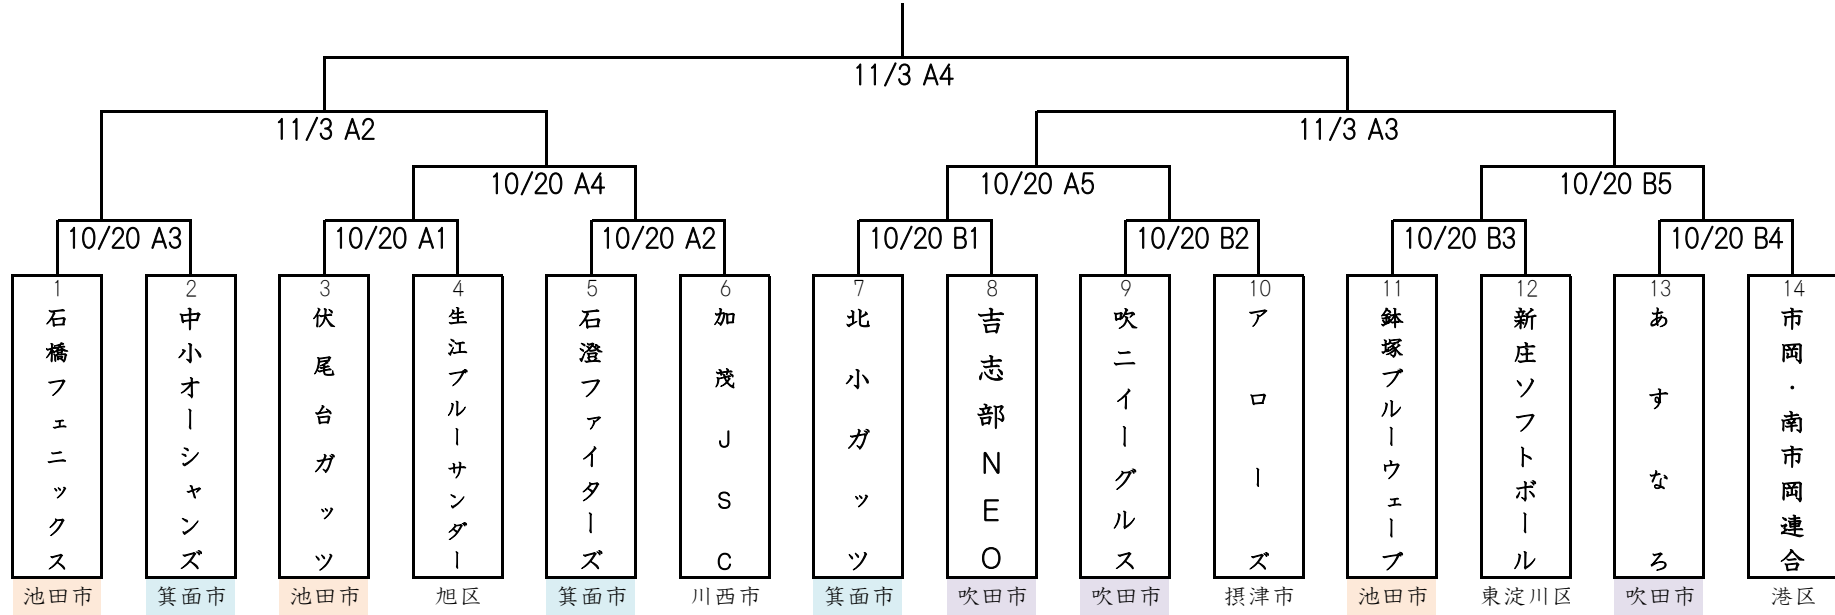 11/3 A4
11/3 A2
11/3 A3
10/20 A4
10/20 A5
10/20 B5
10/20 A3
10/20 A1
10/20 A2
10/20 B1
10/20 B2
10/20 B3
10/20 B4
1
石橋フェニックス
池田市
2
中小オーシャンズ
箕面市
3
伏尾台ガッツ
池田市
4
生江ブルーサンダー
旭区
5
石澄ファイターズ
箕面市
6
加茂JSC
川西市
7
北小ガッツ
箕面市
8
吉志部NEO
吹田市
9
吹二イーグルス
吹田市
10
アローズ
摂津市
11
鉢塚ブルーウェーブ
池田市
12
新庄ソフトボール
東淀川区
13
あすなろ
吹田市
14
市岡・南市岡連合
港区